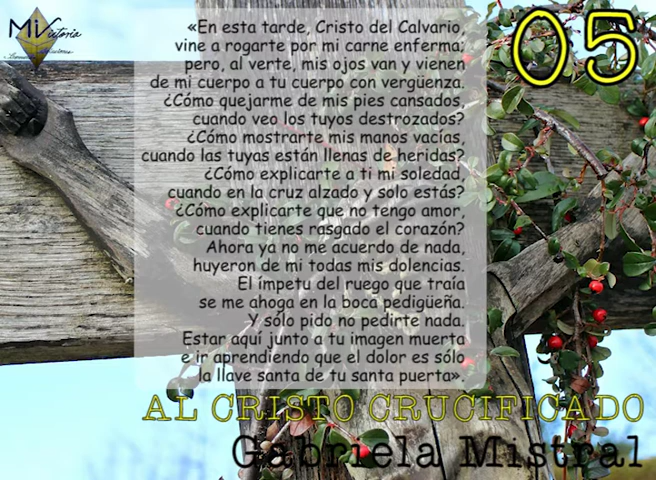 Mi Victoria
05
«En esta tarde, Cristo del Calvario,
vine a rogarte por mi carne enferma;
pero, al verte, mis ojos van y vienen
de mi cuerpo a tu cuerpo con vergüenza.
¿Cómo quejarme de mis pies cansados,
cuando veo los tuyos destrozados?
¿Cómo mostrarte mis manos vacías,
cuando las tuyas están llenas de heridas?
¿Cómo explicarte a ti mi soledad,
cuando en la cruz alzado y solo estás?
¿Cómo explicarte que no tengo amor,
cuando tienes rasgado el corazón?
Ahora ya no me acuerdo de nada,
huyeron de mi todas mis dolencias.
El ímpetu del ruego que traía
se me ahoga en la boca pedigüeña.
Y sólo pido no pedirte nada.
Estar aquí junto a tu imagen muerta
e ir aprendiendo que el dolor es sólo
la llave santa de tu santa puerta».
AL CRISTO CRUCIFICADO
Gabriela Mistral